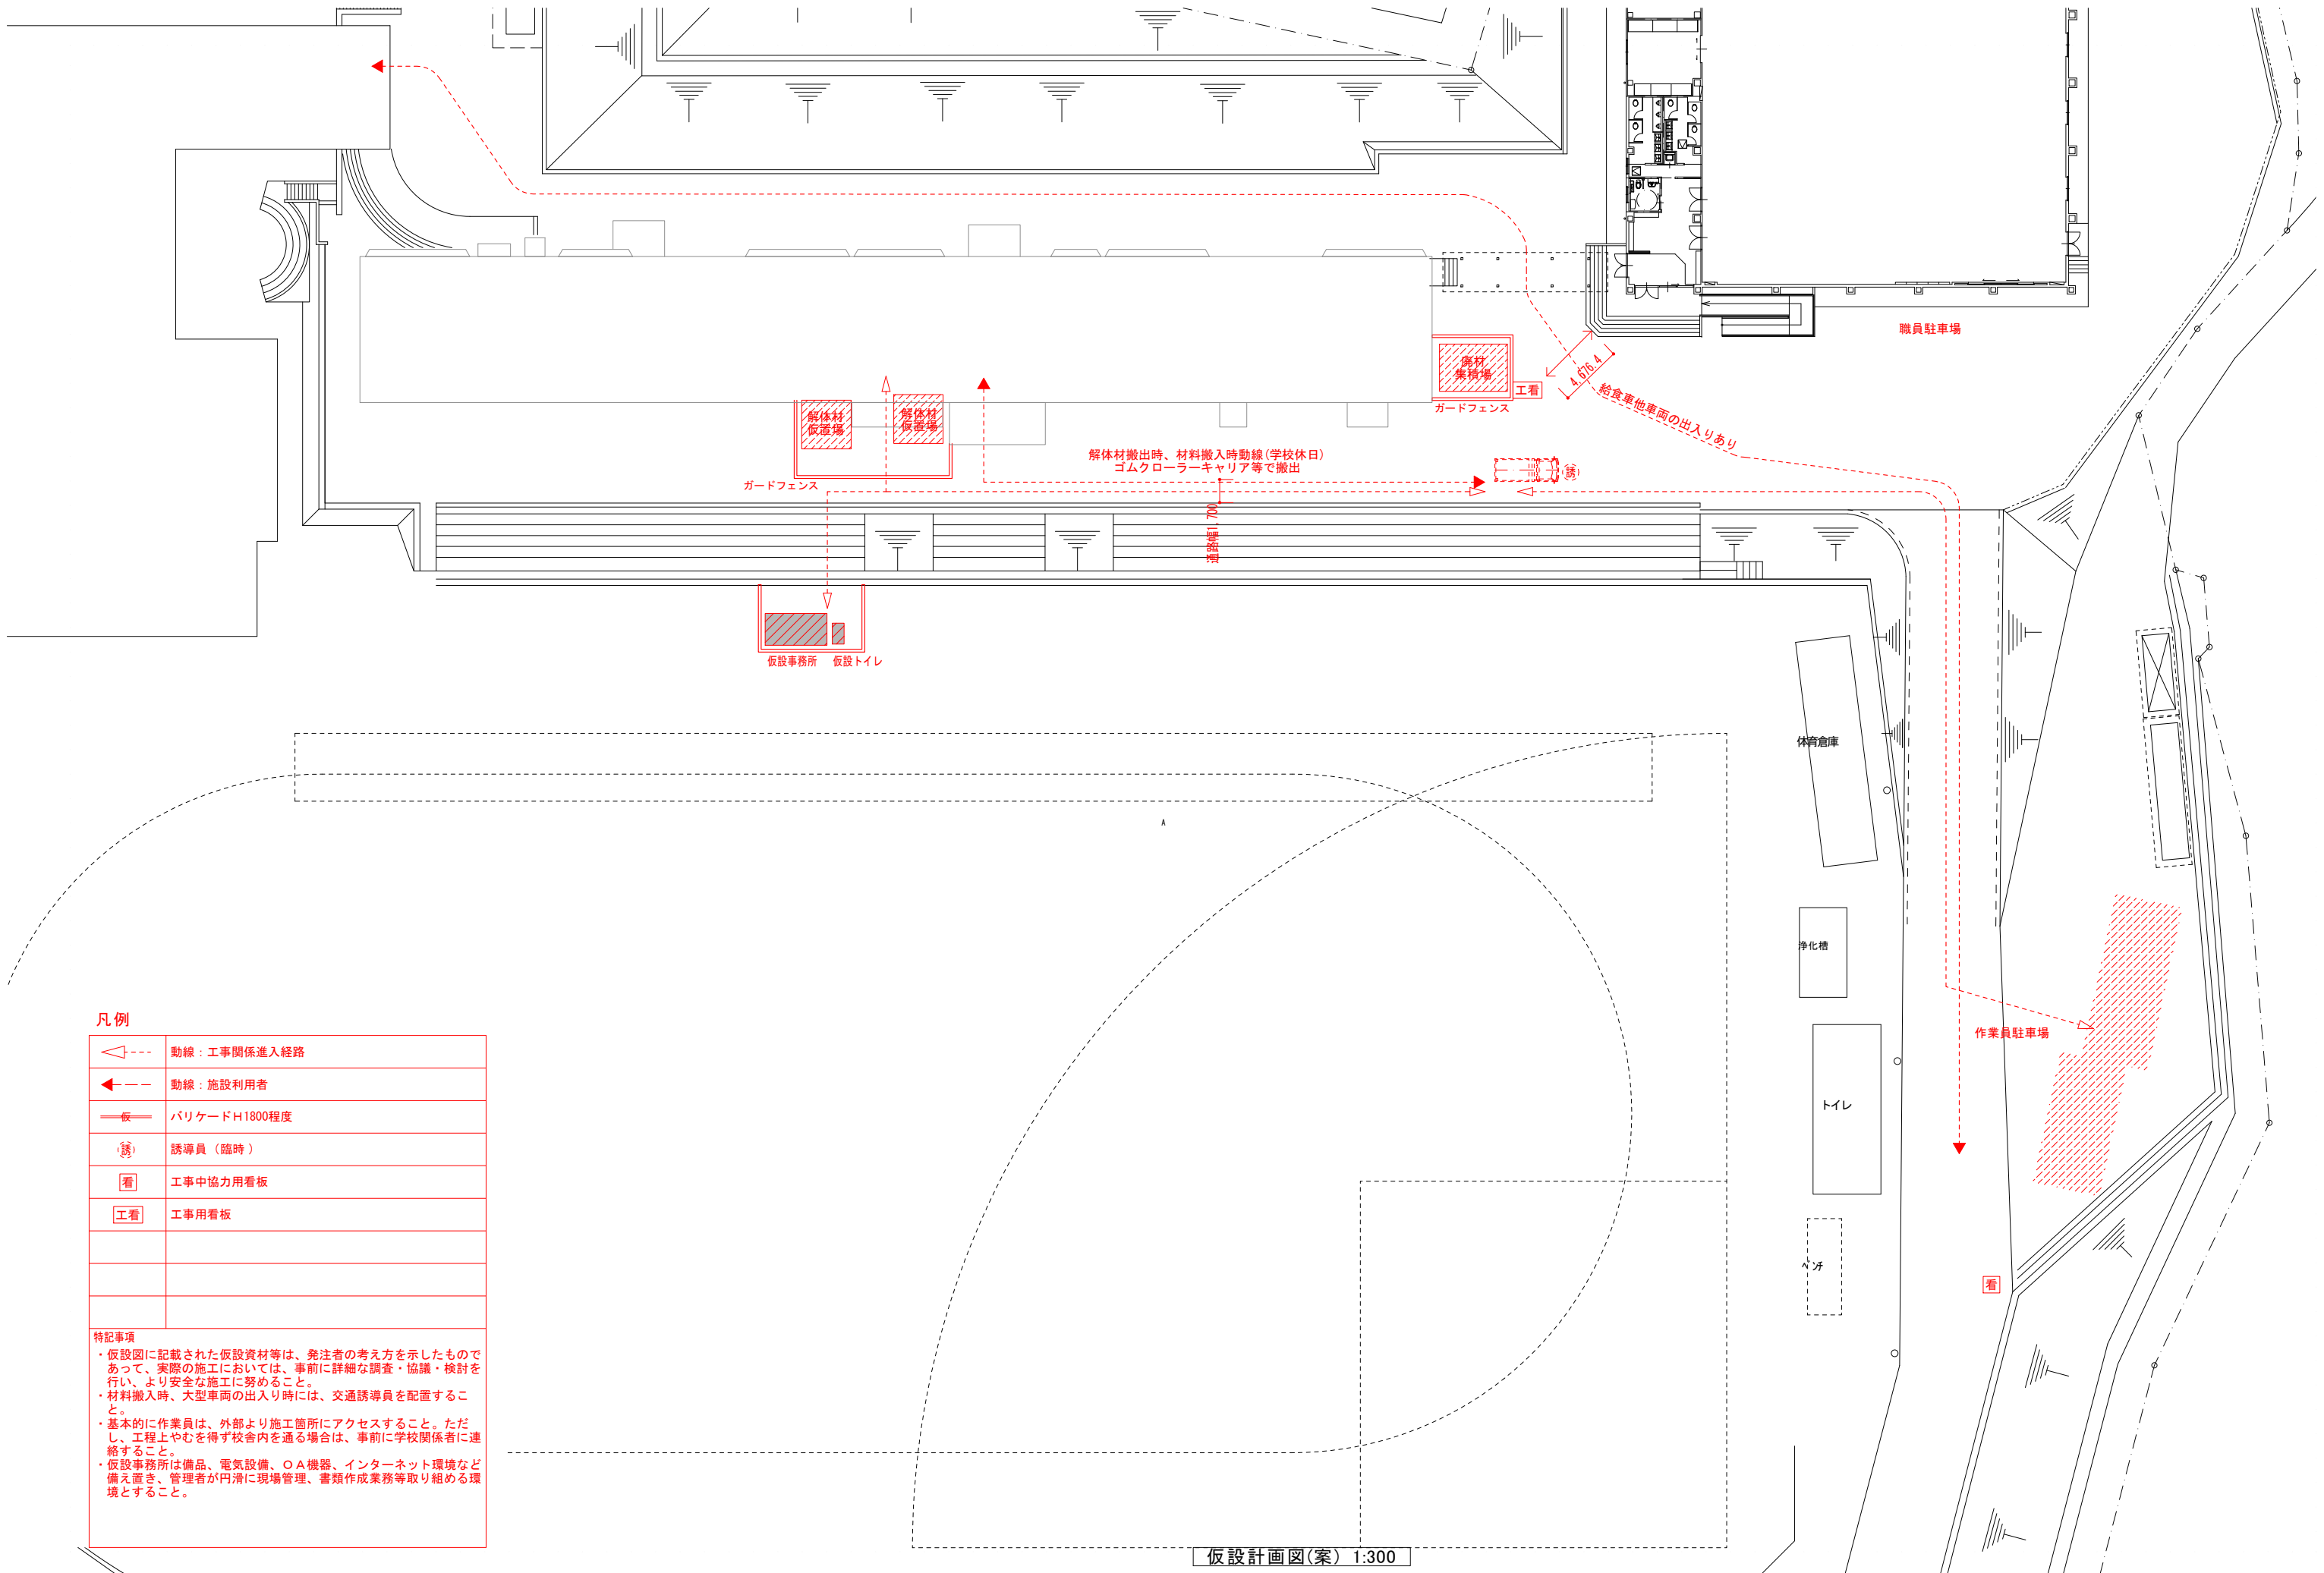 職員駐車場
廃材
集積場
工看
4,676.4
給食車他車両の出入りあり
ガードフェンス
解体材
仮置場
解体材
仮置場
解体材搬出時、材料搬入時動線(学校休日)
ゴムクローラーキャリア等で搬出
誘
ガードフェンス
通路幅1,700
仮設事務所
仮設トイレ
体育倉庫
A
浄化槽
作業員駐車場
トイレ
ベンチ
看
凡例
動線：工事関係進入経路
動線：施設利用者
仮
バリケードH1800程度
誘
誘導員（臨時）
看
工事中協力用看板
工看
工事用看板
特記事項
・仮設図に記載された仮設資材等は、発注者の考え方を示したもので
あって、実際の施工においては、事前に詳細な調査・協議・検討を
行い、より安全な施工に努めること。
・材料搬入時、大型車両の出入り時には、交通誘導員を配置するこ
と。
・基本的に作業員は、外部より施工箇所にアクセスすること。ただ
し、工程上やむを得ず校舎内を通る場合は、事前に学校関係者に連
絡すること。
・仮設事務所は備品、電気設備、ＯＡ機器、インターネット環境など
備え置き、管理者が円滑に現場管理、書類作成業務等取り組める環
境とすること。
仮設計画図(案) 1:300